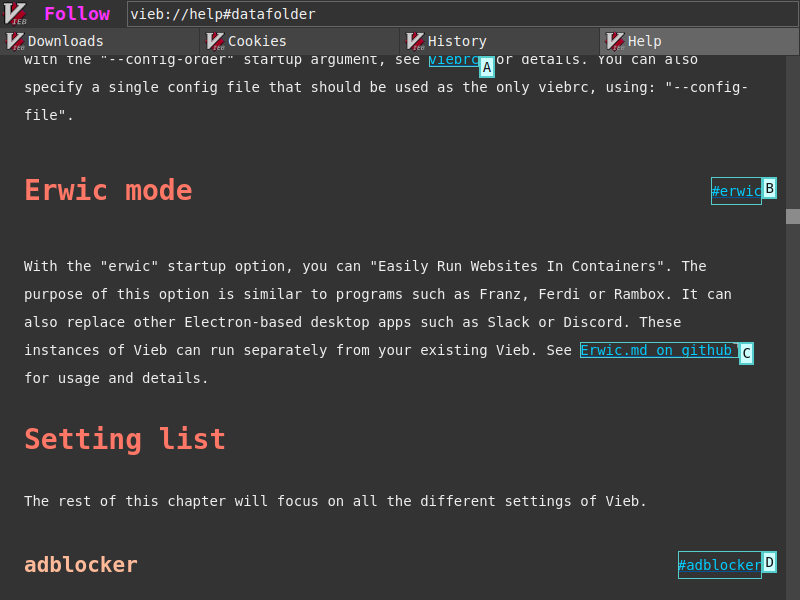 Follow vieb://help#datafolder
Downloads Cookies History Help
with the "--config-order" startup argument, see viebrc A or details. You can also
specify a single config file that should be used as the only viebrc, using: "--config-
file".
Erwic mode #erwic B
With the "erwic" startup option, you can "Easily Run Websites In Containers". The
purpose of this option is similar to programs such as Franz, Ferdi or Rambox. It can
also replace other Electron-based desktop apps such as Slack or Discord. These
instances of Vieb can run separately from your existing Vieb. See Erwic.md on github C
for usage and details.
Setting list
The rest of this chapter will focus on all the different settings of Vieb.
adblocker #adblocker D